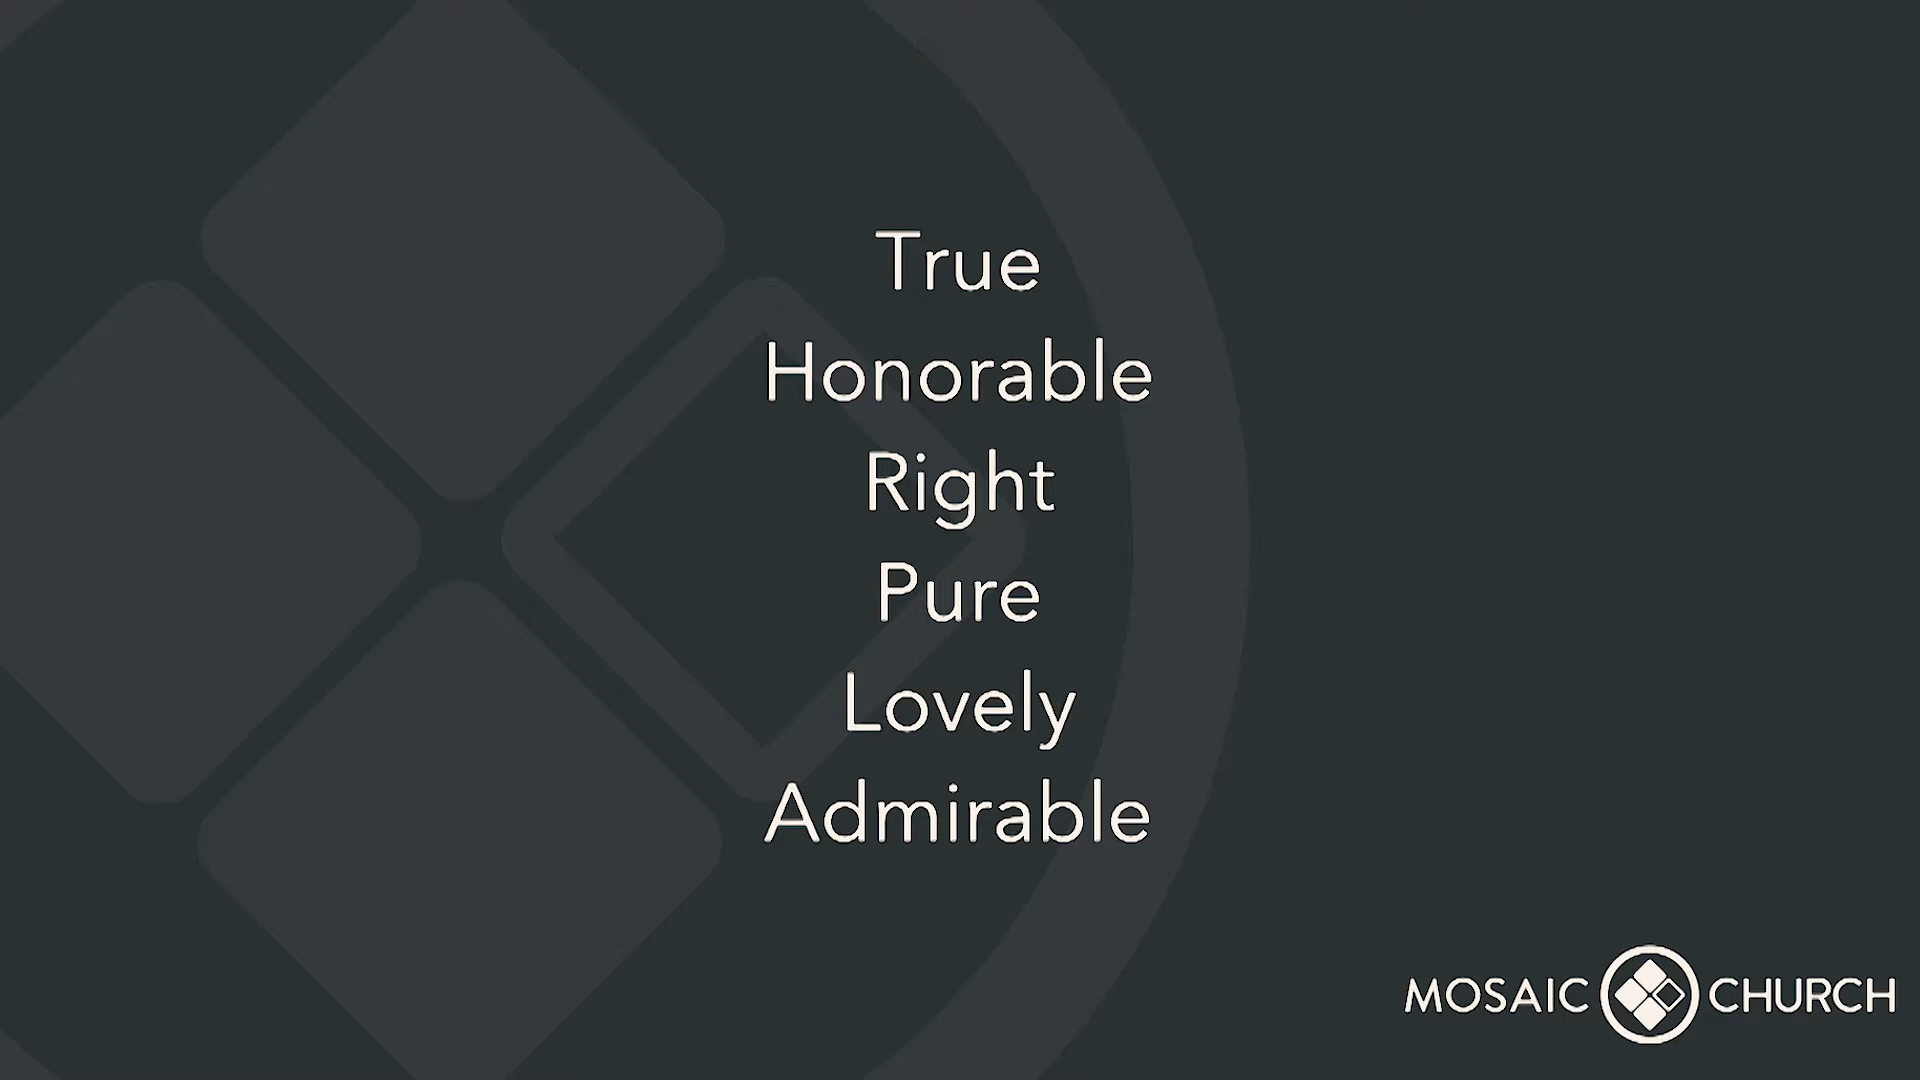 True
Honorable
Right
Pure
Lovely
Admirable
MOSAIC CHURCH